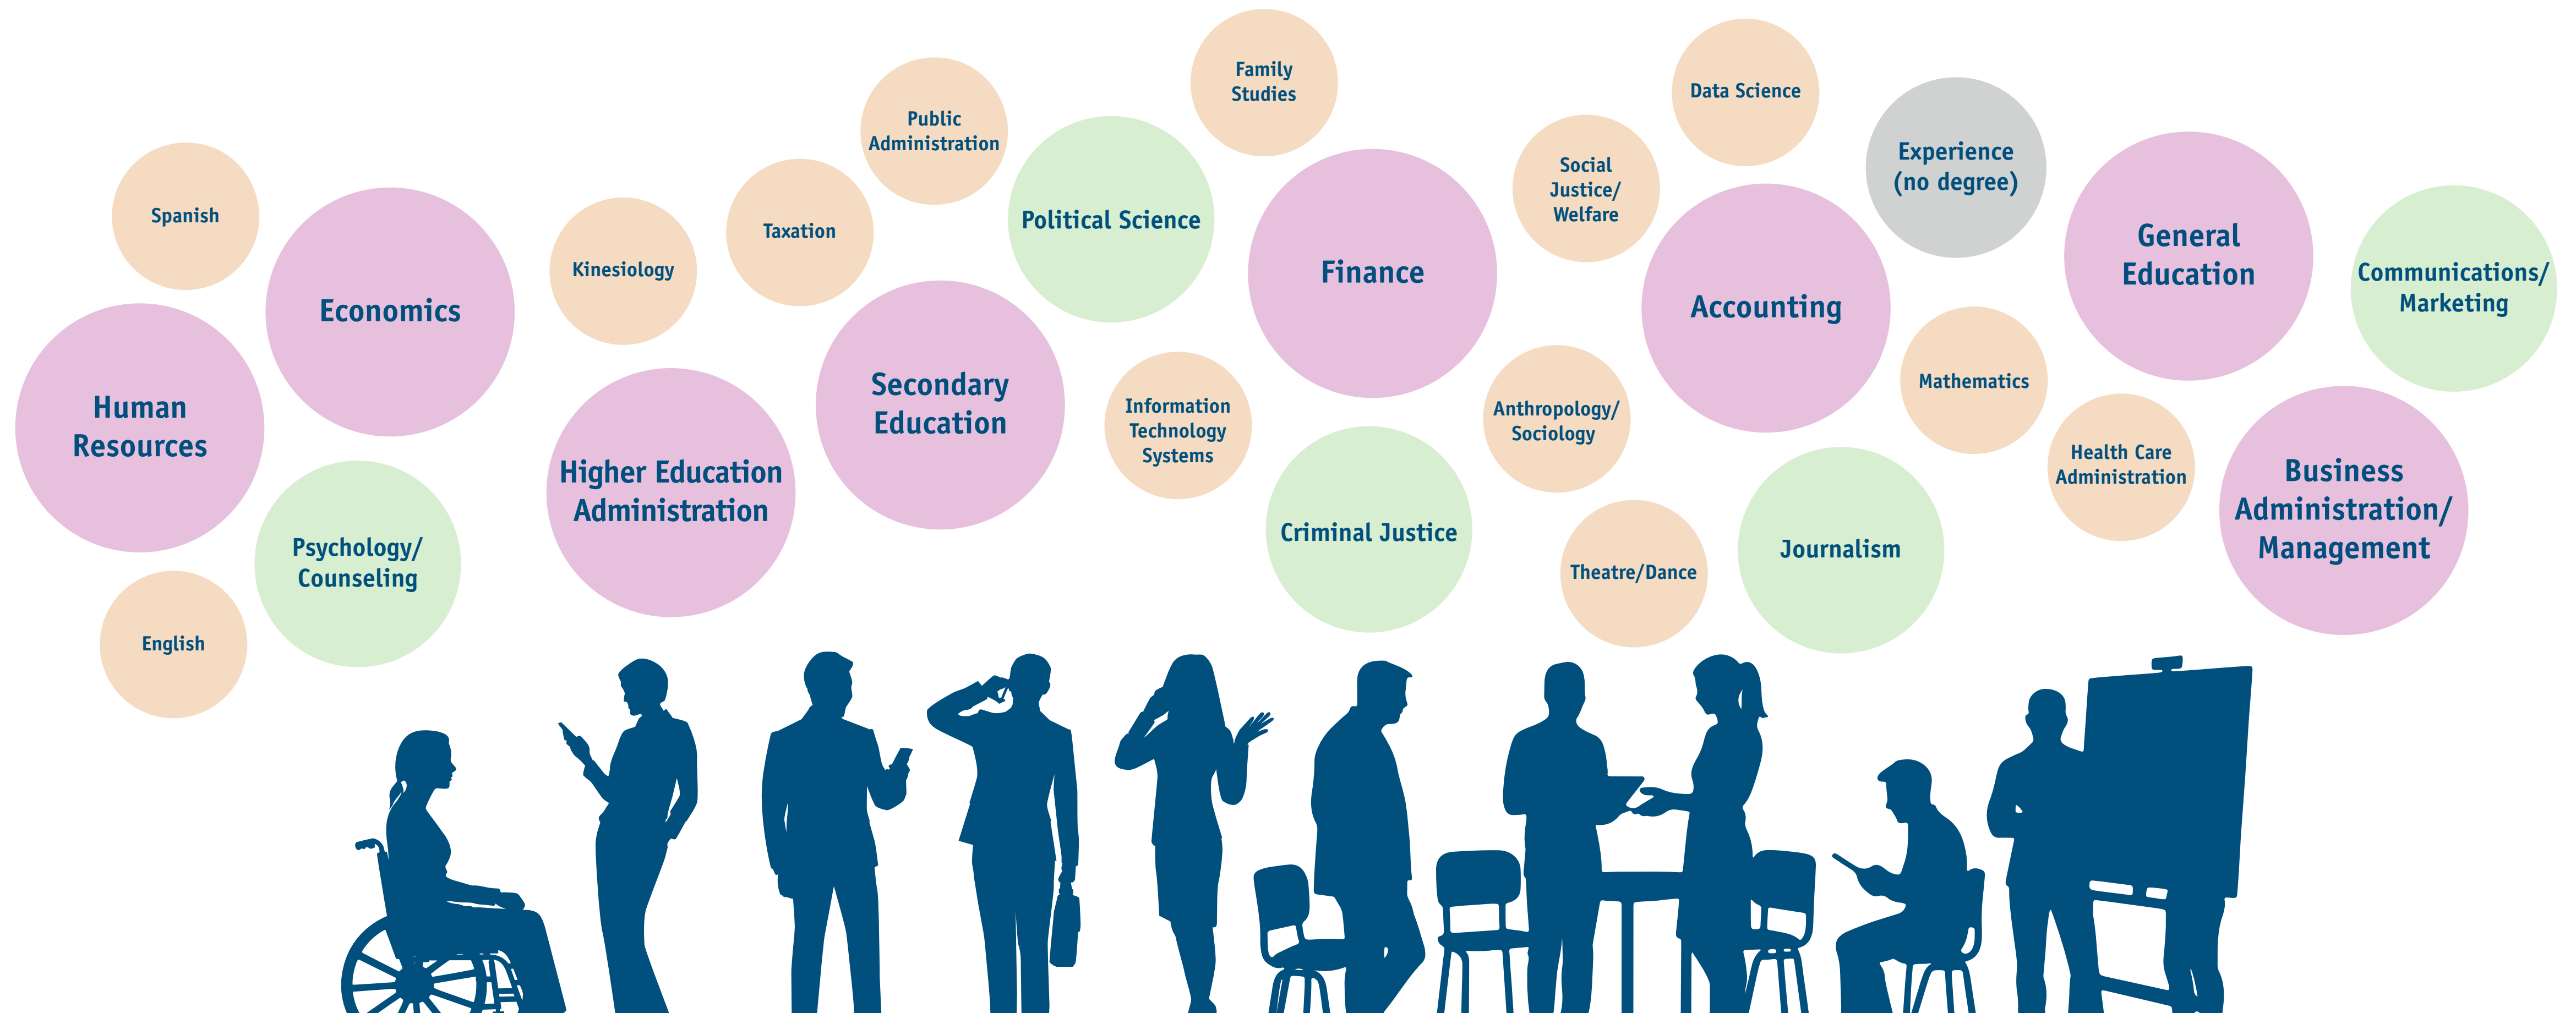 Spanish
Human
Resources
English
Economics
Psychology/
Counseling
Kinesiology
Higher Education
Administration
Taxation
Public
Administration
Secondary
Education
Political Science
Information
Technology
Systems
Family
Studies
Finance
Criminal Justice
Social
Justice/
Welfare
Anthropology/
Sociology
Theatre/Dance
Data Science
Accounting
Journalism
Experience
(no degree)
Mathematics
General
Education
Health Care
Administration
Communications/
Marketing
Business
Administration/
Management